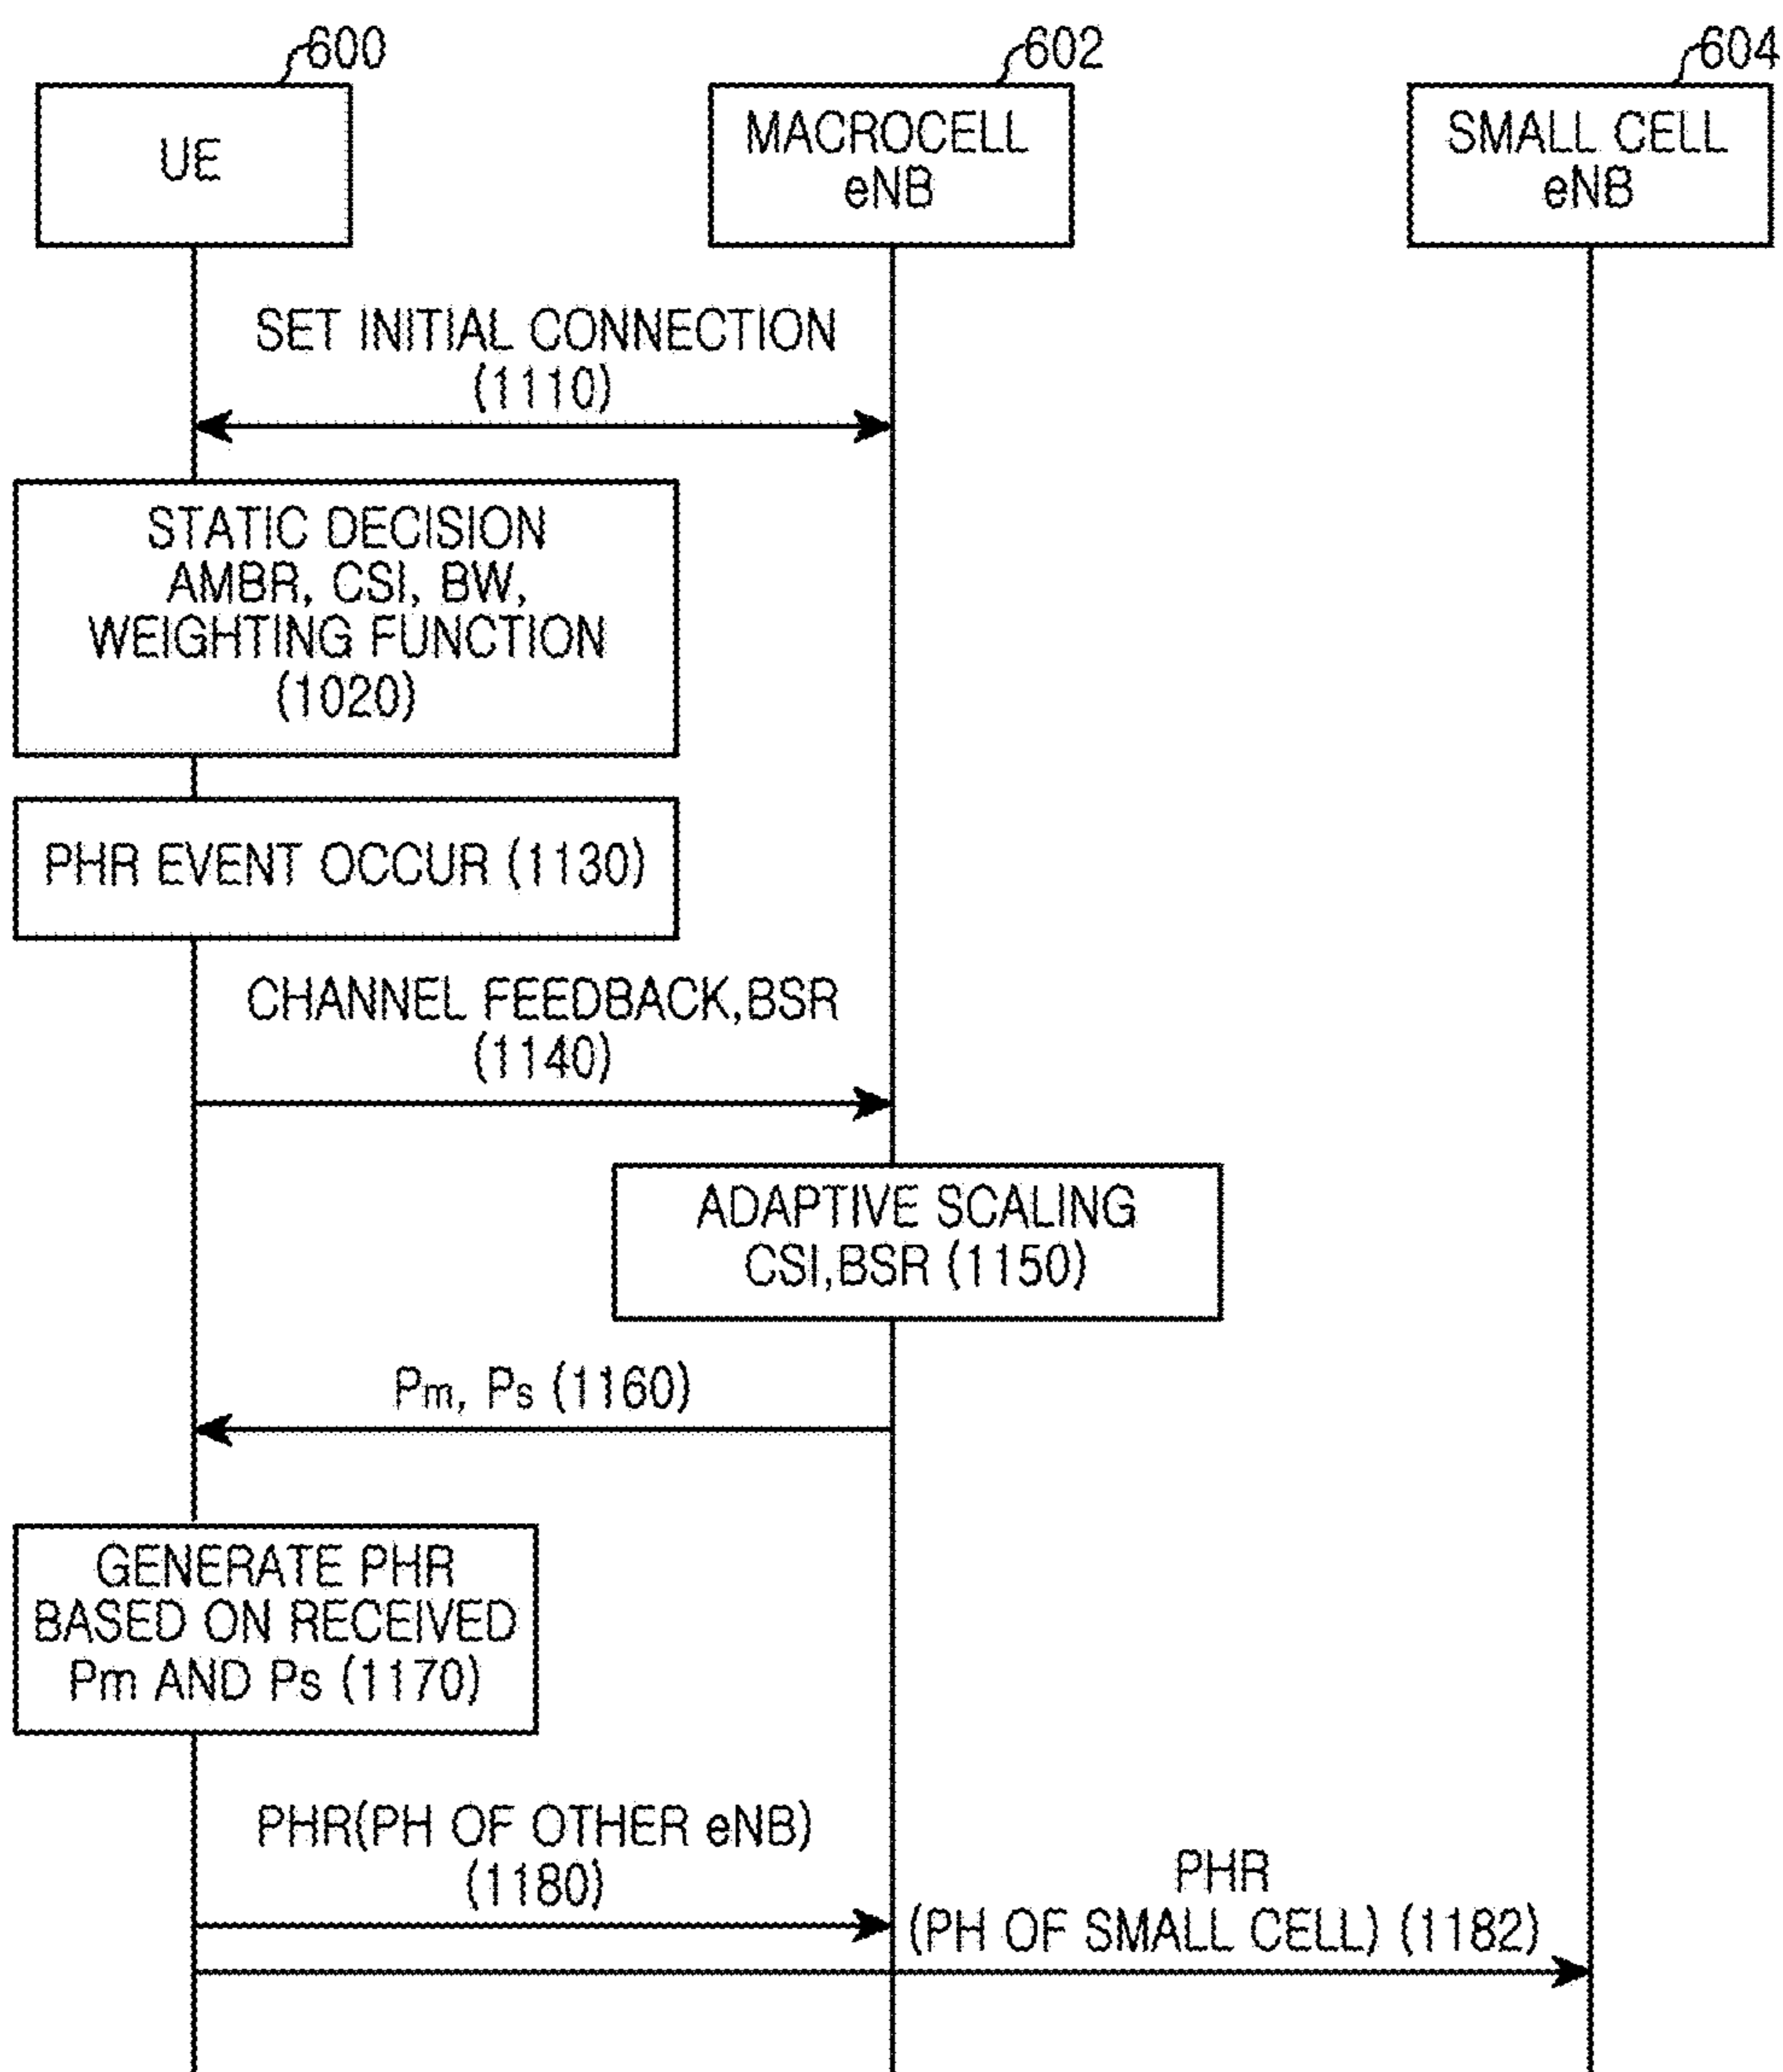 600
602
604
UE
MACROCELL
eNB
SMALL CELL
eNB
SET INITIAL CONNECTION
(1110)
STATIC DECISION
AMBR, CSI, BW,
WEIGHTING FUNCTION
(1020)
PHR EVENT OCCUR (1130)
CHANNEL FEEDBACK,BSR
(1140)
ADAPTIVE SCALING
CSI,BSR (1150)
Pm, Ps (1160)
GENERATE PHR
BASED ON RECEIVED
Pm AND Ps (1170)
PHR(PH OF OTHER eNB)
(1180)
PHR
(PH OF SMALL CELL) (1182)